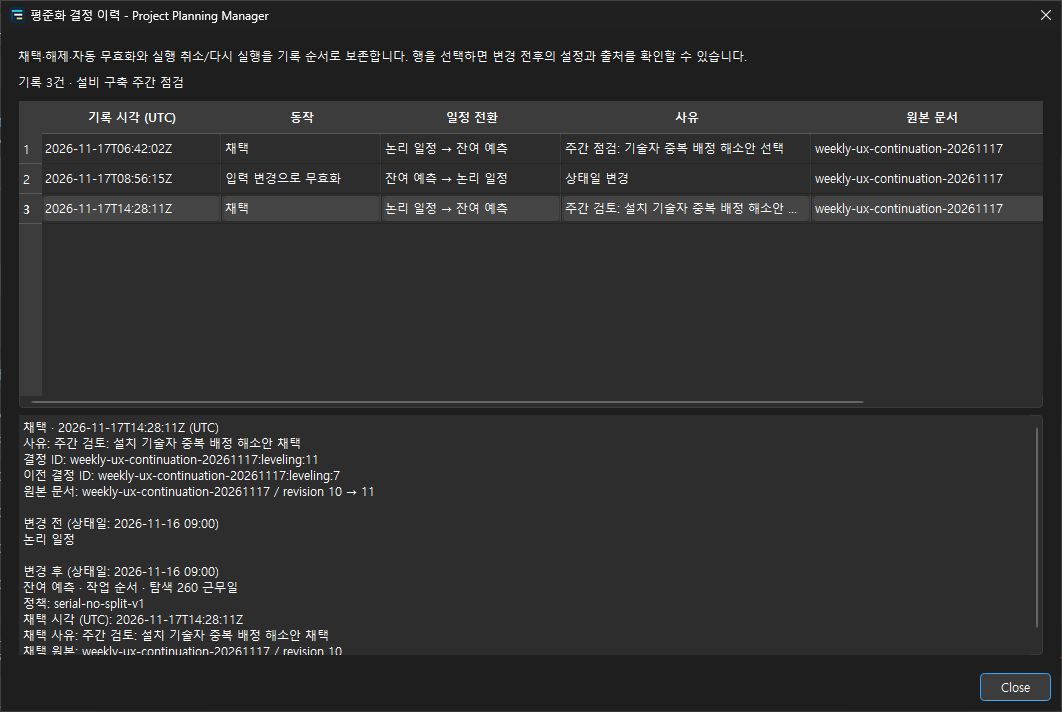 평준화 결정 이력 - Project Planning Manager
채택·해제·자동 무효화와 실행 취소/다시 실행을 기록 순서로 보존합니다. 행을 선택하면 변경 전후의 설정과 출처를 확인할 수 있습니다.
기록 3건 · 설비 구축 주간 점검
기록 시각 (UTC) 동작 일정 전환 사유 원본 문서
1 2026-11-17T06:42:02Z 채택 논리 일정 → 잔여 예측 주간 점검: 기술자 중복 배정 해소안 선택 weekly-ux-continuation-20261117
2 2026-11-17T08:56:15Z 입력 변경으로 무효화 잔여 예측 → 논리 일정 상태일 변경 weekly-ux-continuation-20261117
3 2026-11-17T14:28:11Z 채택 논리 일정 → 잔여 예측 주간 검토: 설치 기술자 중복 배정 해소안 ... weekly-ux-continuation-20261117
채택 · 2026-11-17T14:28:11Z (UTC)
사유: 주간 검토: 설치 기술자 중복 배정 해소안 채택
결정 ID: weekly-ux-continuation-20261117:leveling:11
이전 결정 ID: weekly-ux-continuation-20261117:leveling:7
원본 문서: weekly-ux-continuation-20261117 / revision 10 → 11
변경 전 (상태일: 2026-11-16 09:00)
논리 일정
변경 후 (상태일: 2026-11-16 09:00)
잔여 예측 · 작업 순서 · 탐색 260 근무일
정책: serial-no-split-v1
채택 시각 (UTC): 2026-11-17T14:28:11Z
채택 사유: 주간 검토: 설치 기술자 중복 배정 해소안 채택
채택 원본: weekly-ux-continuation-20261117 / revision 10
Close